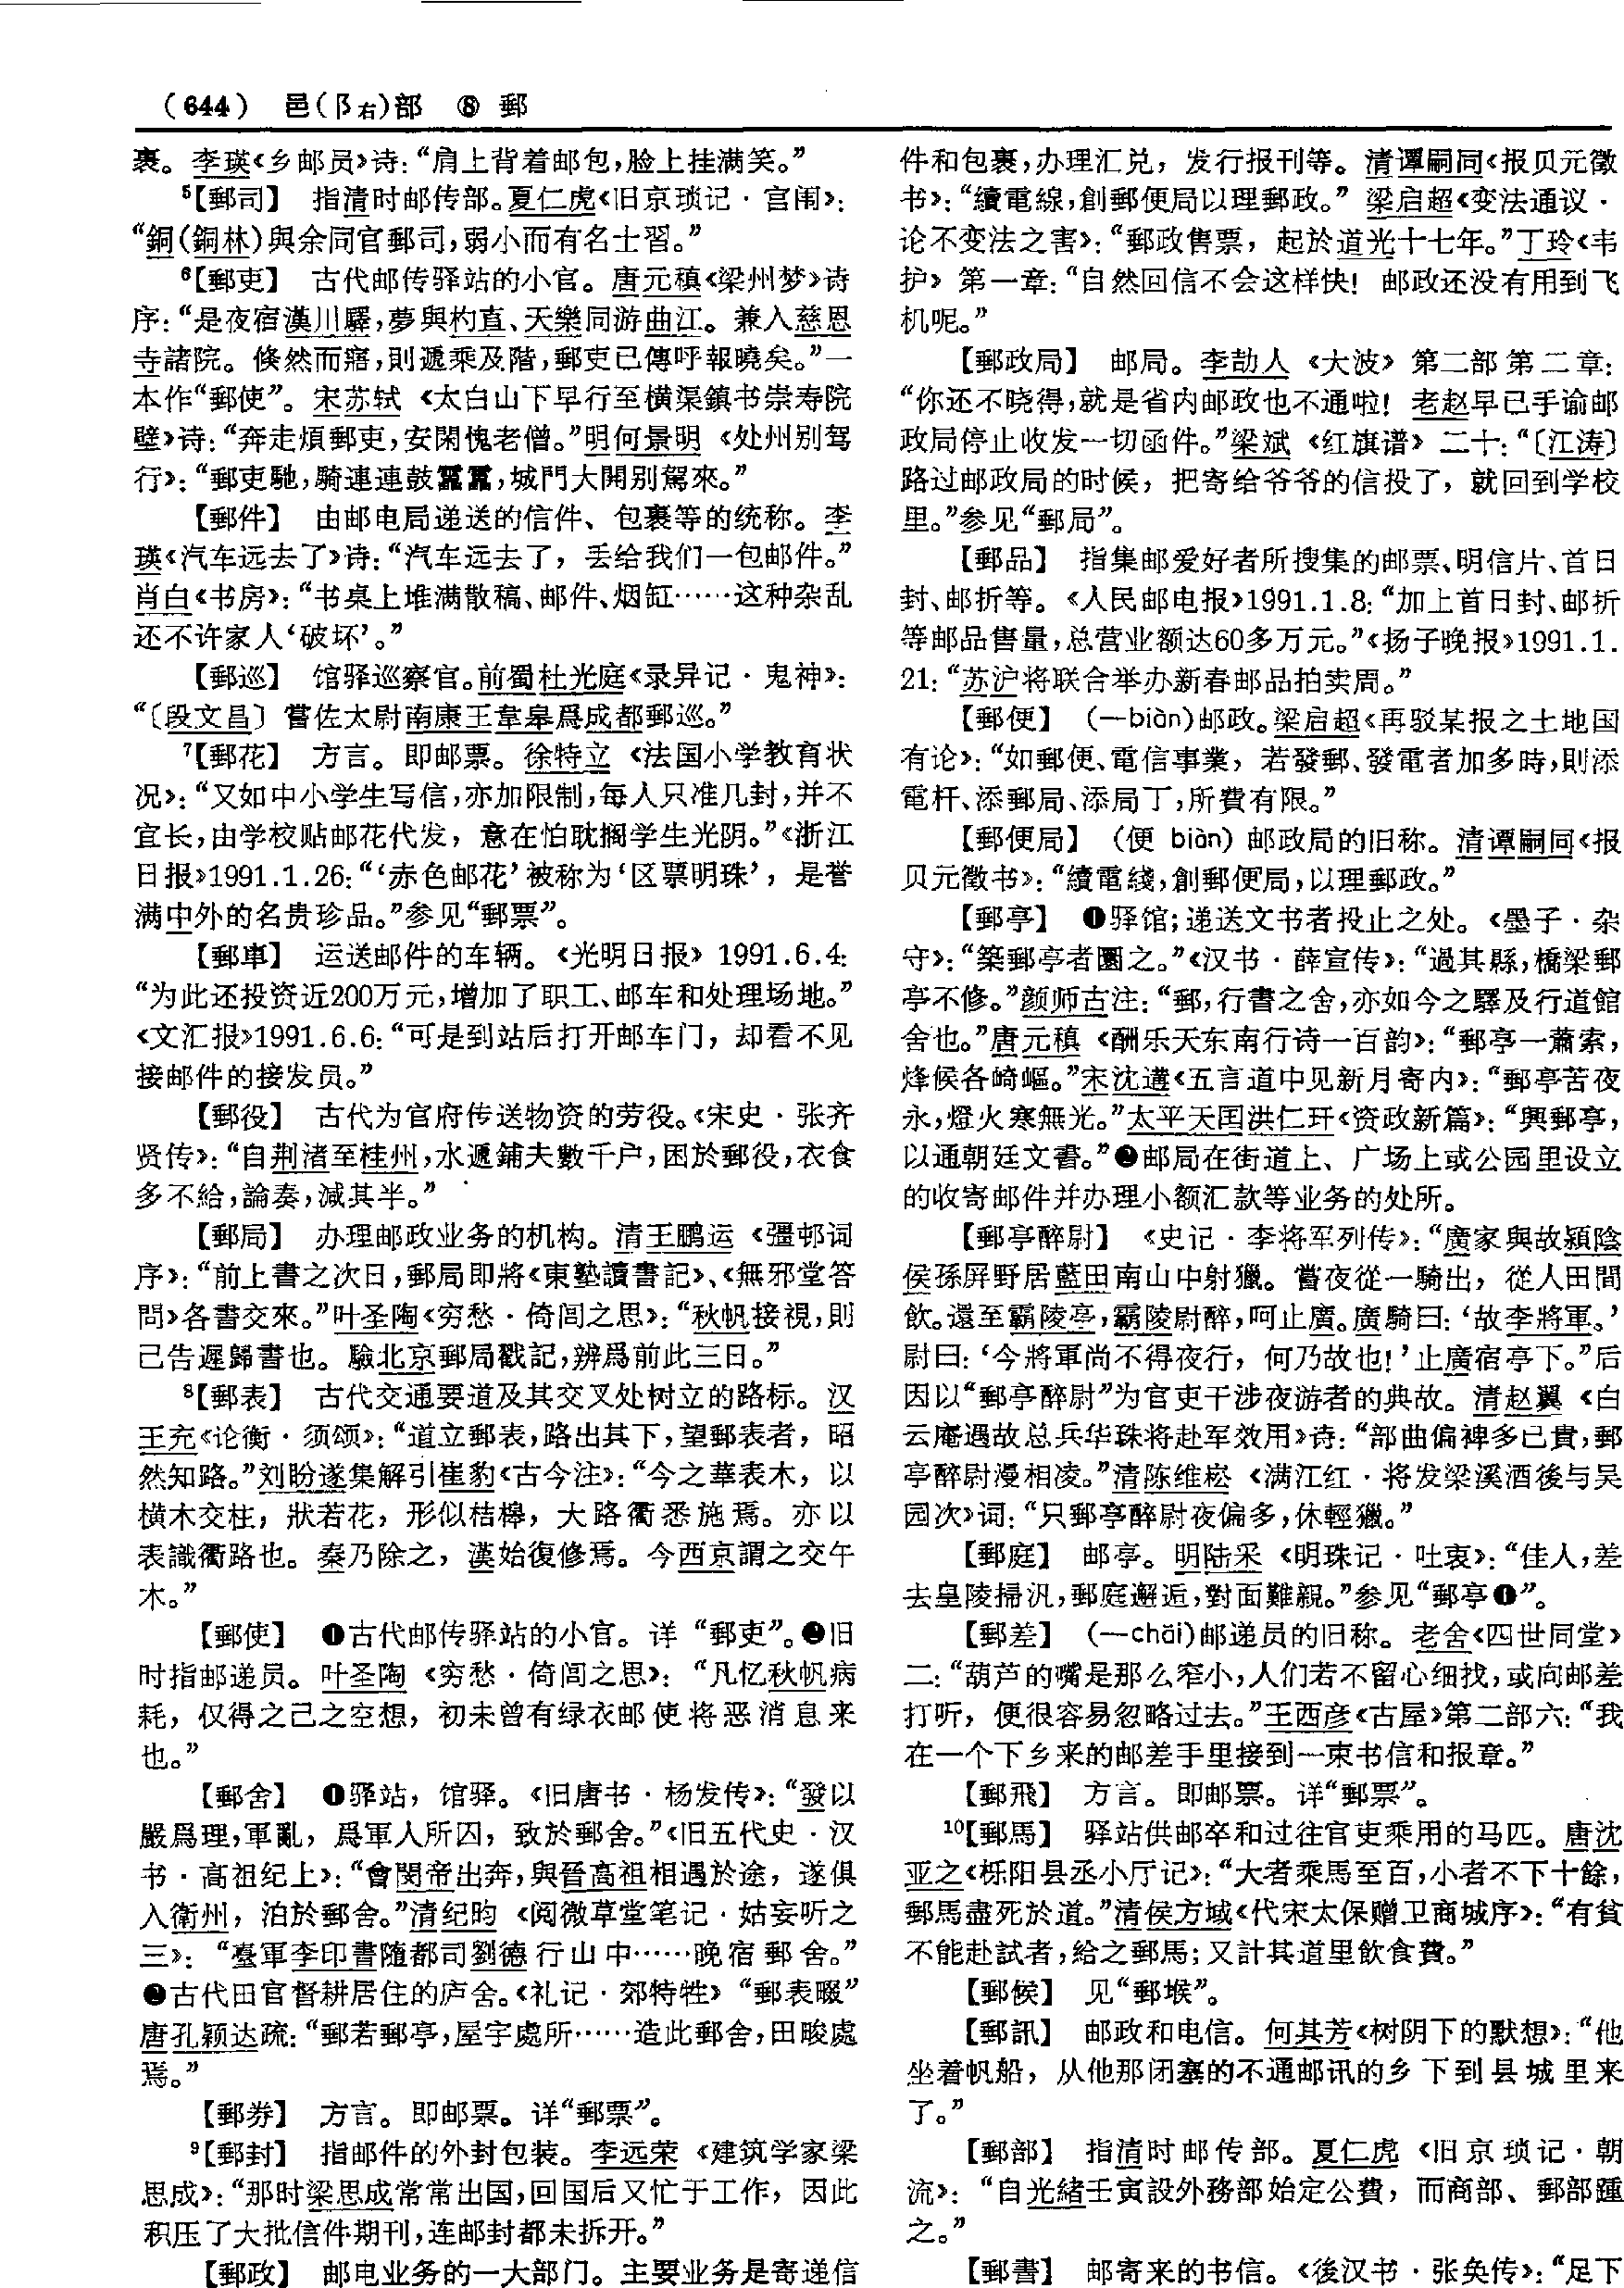 (644) 邑(阝右)部 ⑧ 郵
裹。李瑛《乡邮员》诗:“肩上背着邮包,脸上挂满笑。”
⁵【郵司】 指清时邮传部。夏仁虎《旧京琐记·宫闱》:
“銅(銅林)與余同官郵司,弱小而有名士習。”
⁶【郵吏】 古代邮传驿站的小官。唐元稹《梁州梦》诗
序:“是夜宿漢川驛,夢與杓直、天樂同游曲江。兼入慈恩
寺諸院。倏然而寤,則遞乘及階,郵吏已傳呼報曉矣。”一
本作“郵使”。宋苏轼《太白山下早行至横渠鎮书崇寿院
壁》诗:“奔走煩郵吏,安閑愧老僧。”明何景明《处州别驾
行》:“郵吏馳,騎連連鼓鼕鼕,城門大開别駕來。”
【郵件】 由邮电局递送的信件、包裹等的统称。李
瑛《汽车远去了》诗:“汽车远去了,丢给我们一包邮件。”
肖白《书房》:“书桌上堆满散稿、邮件、烟缸……这种杂乱
还不许家人‘破坏’。”
【郵巡】 馆驿巡察官。前蜀杜光庭《录异记·鬼神》:
“〔段文昌〕嘗佐太尉南康王韋皋爲成都郵巡。”
⁷【郵花】 方言。即邮票。徐特立《法国小学教育状
况》:“又如中小学生写信,亦加限制,每人只准几封,并不
宜长,由学校贴邮花代发,意在怕耽搁学生光阴。”《浙江
日报》1991.1.26:“‘赤色邮花’被称为‘区票明珠’,是誉
满中外的名贵珍品。”参见“郵票”。
【郵車】 运送邮件的车辆。《光明日报》1991.6.4:
“为此还投资近200万元,增加了职工、邮车和处理场地。”
《文汇报》1991.6.6:“可是到站后打开邮车门,却看不见
接邮件的接发员。”
【郵役】 古代为官府传送物资的劳役。《宋史·张齐
贤传》:“自荆渚至桂州,水遞鋪夫數千户,困於郵役,衣食
多不給,論奏,減其半。”
【郵局】 办理邮政业务的机构。清王鹏运《彊邨词
序》:“前上書之次日,郵局即將《東塾讀書記》、《無邪堂答
問》各書交來。”叶圣陶《穷愁·倚闾之思》:“秋帆接視,則
已告遲歸書也。驗北京郵局戳記,辨爲前此三日。”
⁸【郵表】 古代交通要道及其交叉处树立的路标。汉
王充《论衡·须颂》:“道立郵表,路出其下,望郵表者,昭
然知路。”刘盼遂集解引崔豹《古今注》:“今之華表木,以
横木交柱,狀若花,形似桔橰,大路衢悉施焉。亦以
表識衢路也。秦乃除之,漢始復修焉。今西京謂之交午
木。”
【郵使】 ❶古代邮传驿站的小官。详“郵吏”。❷旧
时指邮递员。叶圣陶《穷愁·倚闾之思》:“凡忆秋帆病
耗,仅得之己之空想,初未曾有绿衣邮使将恶消息来
也。”
【郵舍】 ❶驿站,馆驿。《旧唐书·杨发传》:“發以
嚴爲理,軍亂,爲軍人所囚,致於郵舍。”《旧五代史·汉
书·高祖纪上》:“會閔帝出奔,與晉高祖相遇於途,遂俱
入衛州,泊於郵舍。”清纪昀《阅微草堂笔记·姑妄听之
三》:“臺軍李印書随都司劉德行山中……晚宿郵舍。”
❷古代田官督耕居住的庐舍。《礼记·郊特牲》“郵表畷”
唐孔颖达疏:“郵若郵亭,屋宇處所……造此郵舍,田畯處
焉。”
【郵券】 方言。即邮票。详“郵票”。
⁹【郵封】 指邮件的外封包装。李远荣《建筑学家梁
思成》:“那时梁思成常常出国,回国后又忙于工作,因此
积压了大批信件期刊,连邮封都未拆开。”
【郵政】 邮电业务的一大部门。主要业务是寄递信
件和包裹,办理汇兑,发行报刊等。清谭嗣同《报贝元徵
书》:“續電線,創郵便局以理郵政。”梁启超《变法通议·
论不变法之害》:“郵政售票,起於道光十七年。”丁玲《韦
护》第一章:“自然回信不会这样快!邮政还没有用到飞
机呢。”
【郵政局】 邮局。李劼人《大波》第二部第二章:
“你还不晓得,就是省内邮政也不通啦!老赵早已手谕邮
政局停止收发一切函件。”梁斌《红旗谱》二十:“〔江涛〕
路过邮政局的时候,把寄给爷爷的信投了,就回到学校
里。”参见“郵局”。
【郵品】 指集邮爱好者所搜集的邮票、明信片、首日
封、邮折等。《人民邮电报》1991.1.8:“加上首日封、邮折
等邮品售量,总营业额达60多万元。”《扬子晚报》1991.1.
21:“苏沪将联合举办新春邮品拍卖周。”
【郵便】 (—biàn)邮政。梁启超《再驳某报之土地国
有论》:“如郵便、電信事業,若發郵、發電者加多時,則添
電杆、添郵局、添局丁,所費有限。”
【郵便局】 (便 biàn)邮政局的旧称。清谭嗣同《报
贝元徵书》:“續電綫,創郵便局,以理郵政。”
【郵亭】 ❶驿馆;递送文书者投止之处。《墨子·杂
守》:“築郵亭者圜之。”《汉书·薛宣传》:“過其縣,橋梁郵
亭不修。”颜师古注:“郵,行書之舍,亦如今之驛及行道館
舍也。”唐元稹《酬乐天东南行诗一百韵》:“郵亭一蕭索,
烽候各崎嶇。”宋沈遘《五言道中见新月寄内》:“郵亭苦夜
永,燈火寒無光。”太平天国洪仁玕《资政新篇》:“興郵亭,
以通朝廷文書。”❷邮局在街道上、广场上或公园里设立
的收寄邮件并办理小额汇款等业务的处所。
【郵亭醉尉】 《史记·李将军列传》:“廣家與故潁陰
侯孫屏野居藍田南山中射獵。嘗夜從一騎出,從人田間
飲。還至霸陵亭,霸陵尉醉,呵止廣。廣騎曰:‘故李將軍。’
尉曰:‘今將軍尚不得夜行,何乃故也!’止廣宿亭下。”后
因以“郵亭醉尉”为官吏干涉夜游者的典故。清赵翼《白
云庵遇故总兵华珠将赴军效用》诗:“部曲偏裨多已貴,郵
亭醉尉漫相凌。”清陈维崧《满江红·将发梁溪酒後与吴
园次》词:“只郵亭醉尉夜偏多,休輕獵。”
【郵庭】 邮亭。明陆采《明珠记·吐衷》:“佳人,差
去皇陵掃汛,郵庭邂逅,對面難親。”参见“郵亭❶”。
【郵差】 (—chāi)邮递员的旧称。老舍《四世同堂》
二:“葫芦的嘴是那么窄小,人们若不留心细找,或向邮差
打听,便很容易忽略过去。”王西彦《古屋》第二部六:“我
在一个下乡来的邮差手里接到一束书信和报章。”
【郵飛】 方言。即邮票。详“郵票”。
¹⁰【郵馬】 驿站供邮卒和过往官吏乘用的马匹。唐沈
亚之《栎阳县丞小厅记》:“大者乘馬至百,小者不下十餘,
郵馬盡死於道。”清侯方域《代宋太保赠卫商城序》:“有貧
不能赴試者,給之郵馬;又計其道里飲食費。”
【郵候】 见“郵堠”。
【郵訊】 邮政和电信。何其芳《树阴下的默想》:“他
坐着帆船,从他那闭塞的不通邮讯的乡下到县城里来
了。”
【郵部】 指清时邮传部。夏仁虎《旧京琐记·朝
流》:“自光緒壬寅設外務部始定公費,而商部、郵部踵
之。”
【郵書】 邮寄来的书信。《後汉书·张奂传》:“足下